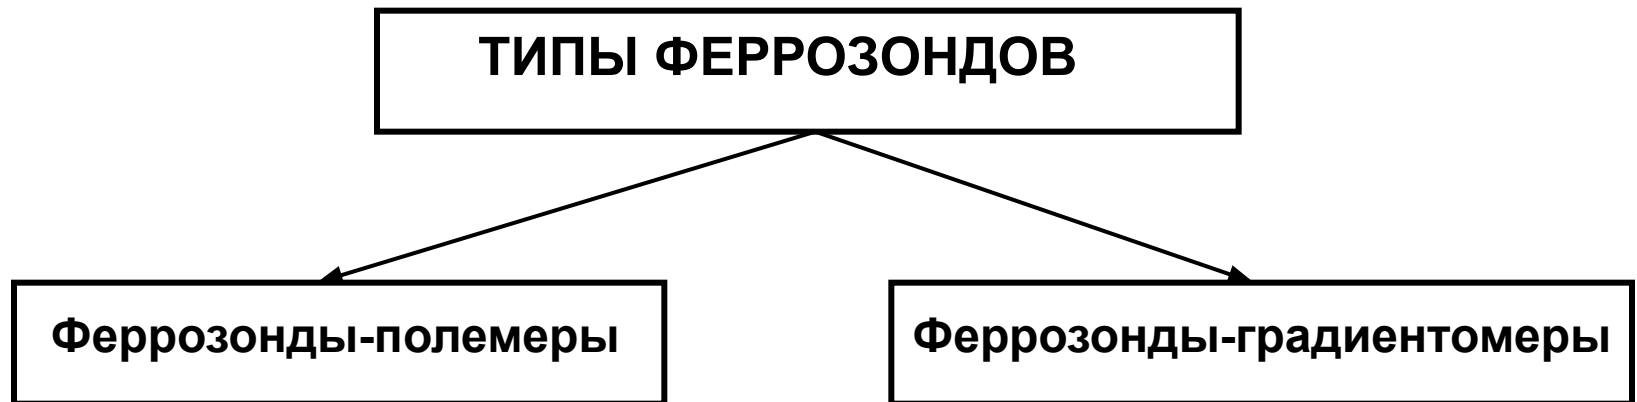 ТИПЫ ФЕРРОЗОНДОВ
Феррозонды-полемеры
Феррозонды-градиентомеры